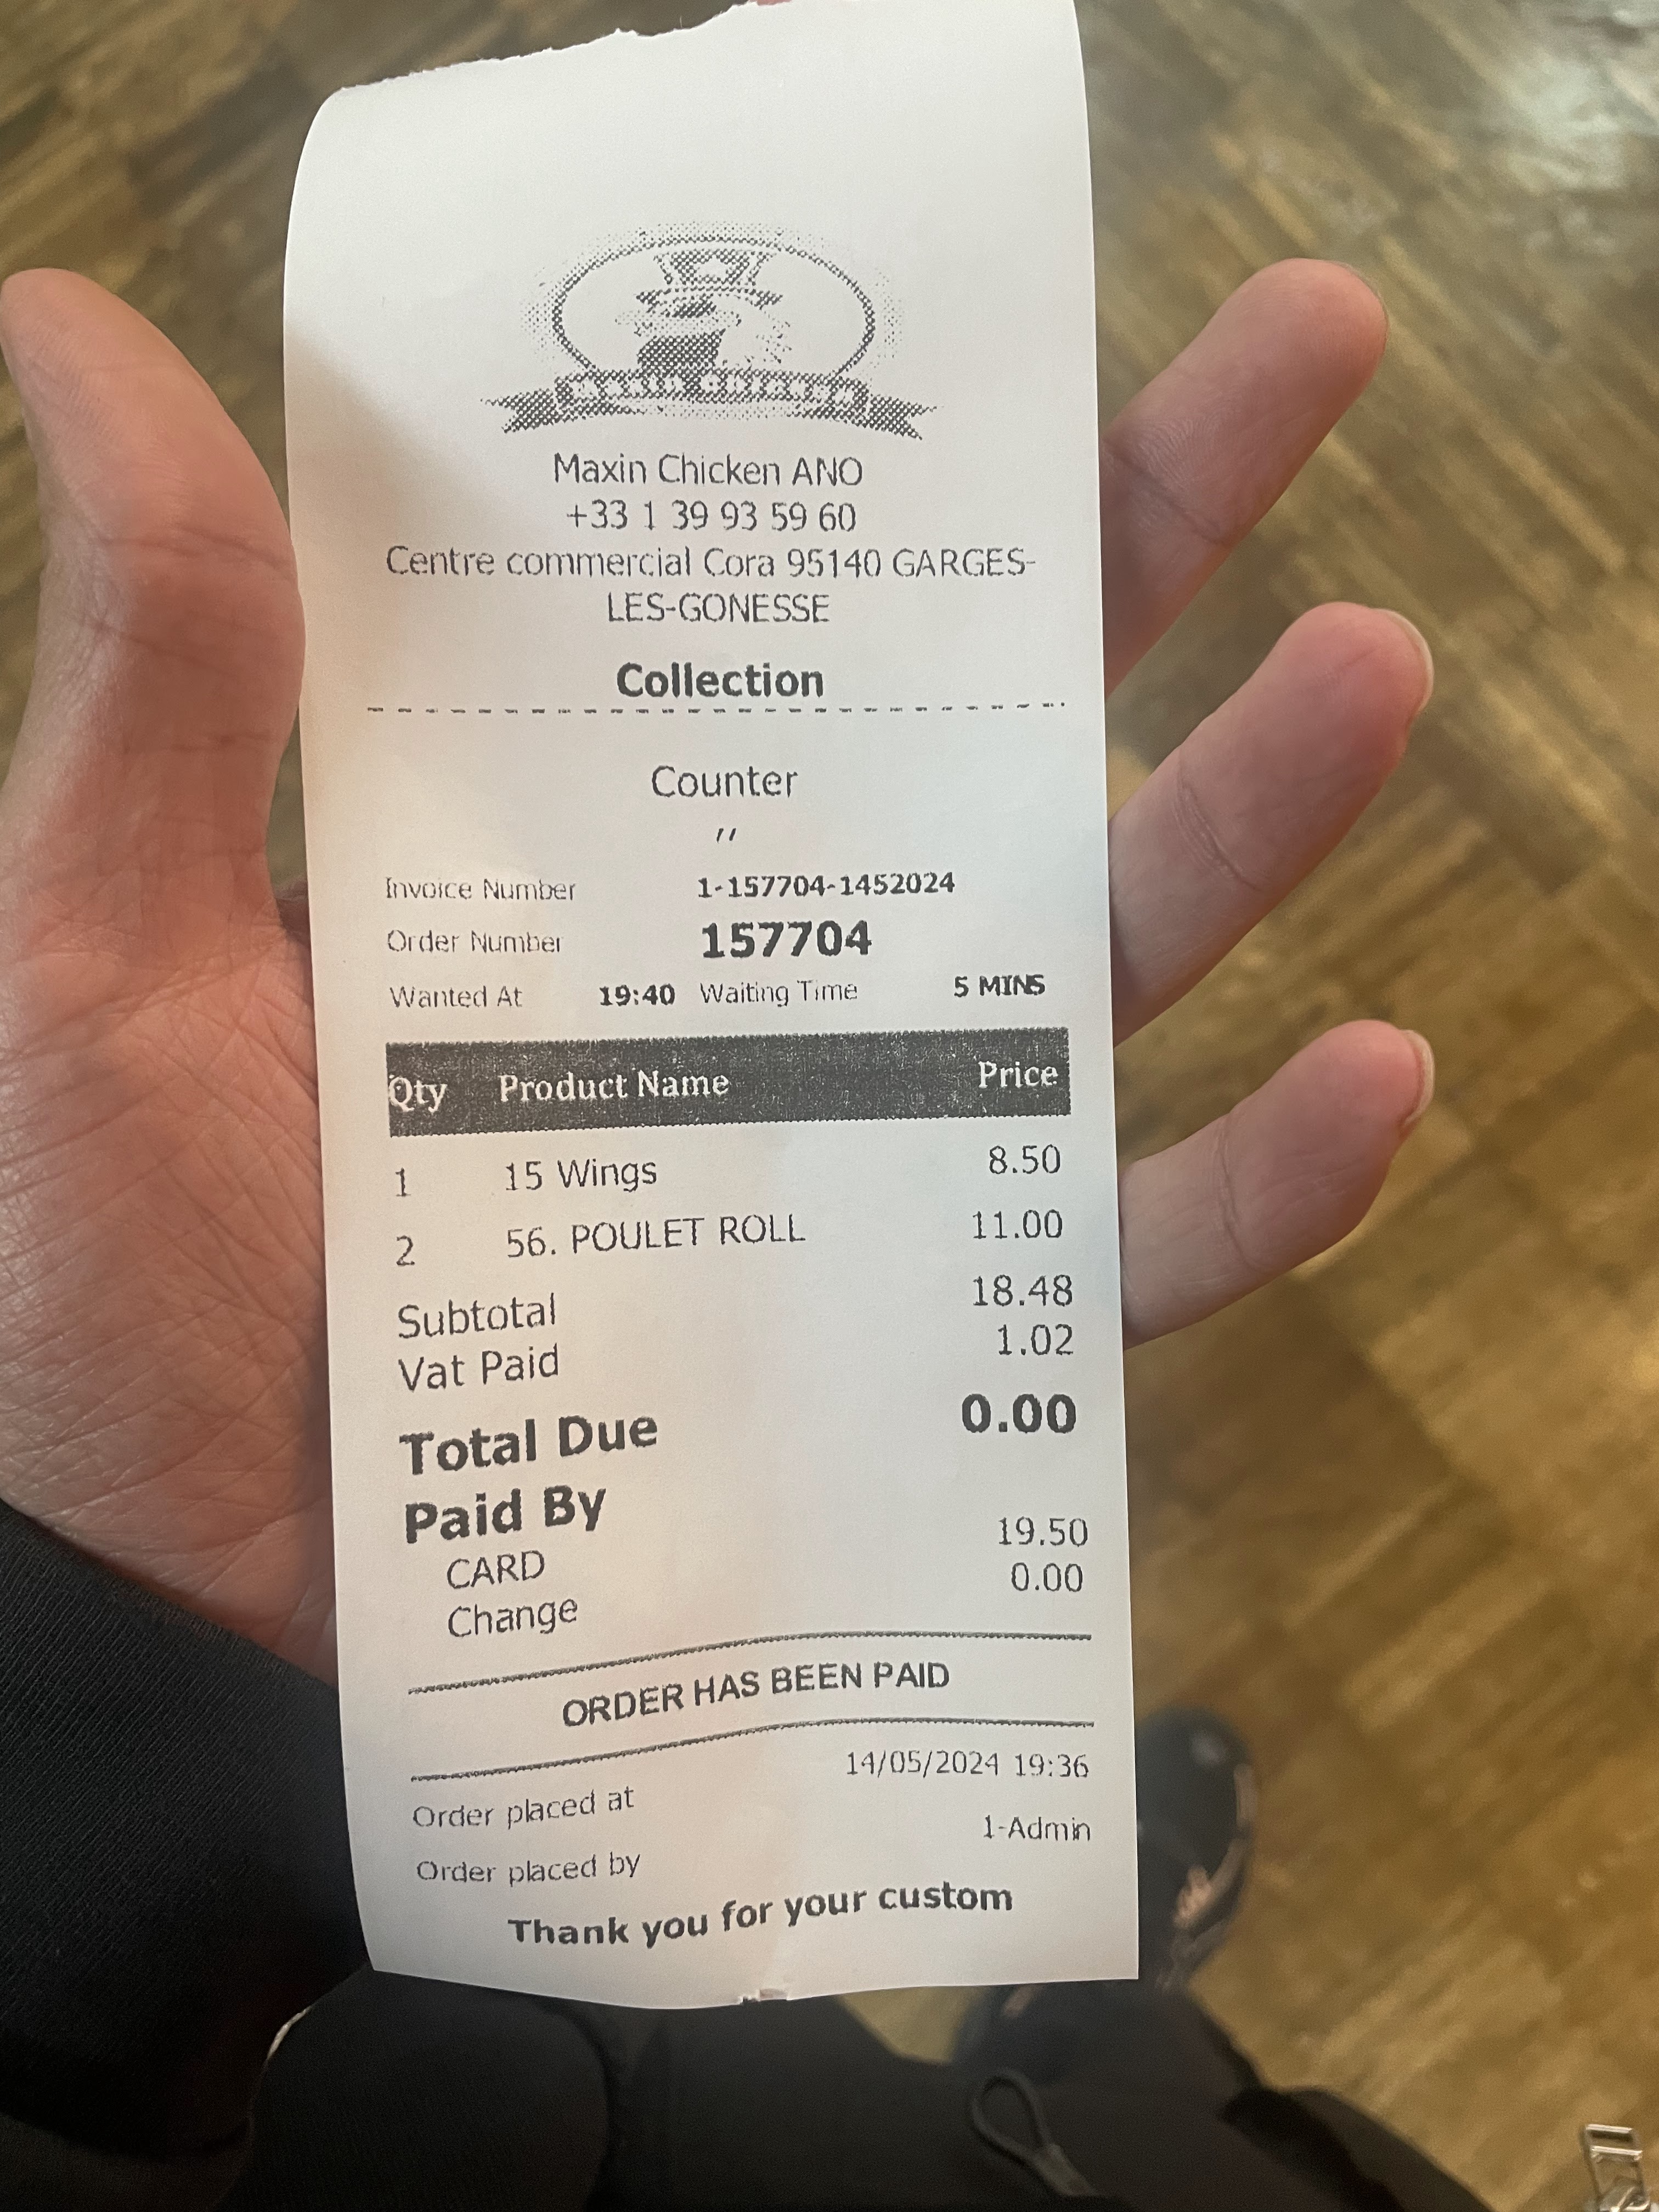 MAXIN CHICKEN
Maxin Chicken ANO
+33 1 39 93 59 60
Centre commercial Cora 95140 GARGES-
LES-GONESSE
Collection
Counter
,,
Invoice Number 1-157704-1452024
Order Number 157704
Wanted At 19:40 Waiting Time 5 MINS
Qty Product Name Price
1 15 Wings 8.50
2 56. POULET ROLL 11.00
Subtotal 18.48
Vat Paid 1.02
Total Due 0.00
Paid By
CARD 19.50
Change 0.00
ORDER HAS BEEN PAID
Order placed at 14/05/2024 19:36
Order placed by 1-Admin
Thank you for your custom